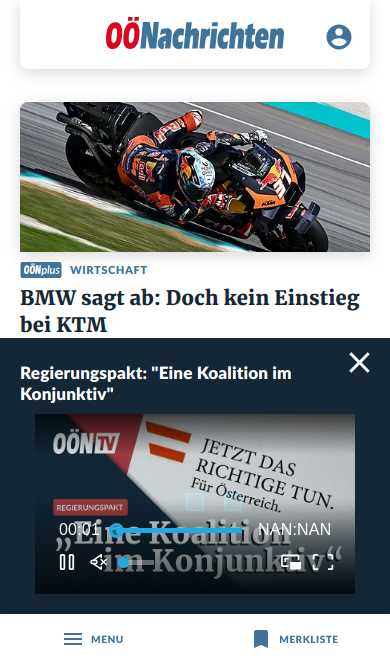 OÖNachrichten
31
OÖNplus WIRTSCHAFT
BMW sagt ab: Doch kein Einstieg
bei KTM
Regierungspakt: "Eine Koalition im
Konjunktiv"
OÖN TV
JETZT DAS
RICHTIGE TUN.
Für Österreich.
REGIERUNGSPAKT
00:01
NAN:NAN
„Eine Koalition
im Konjunktiv“
MENU
MERKLISTE